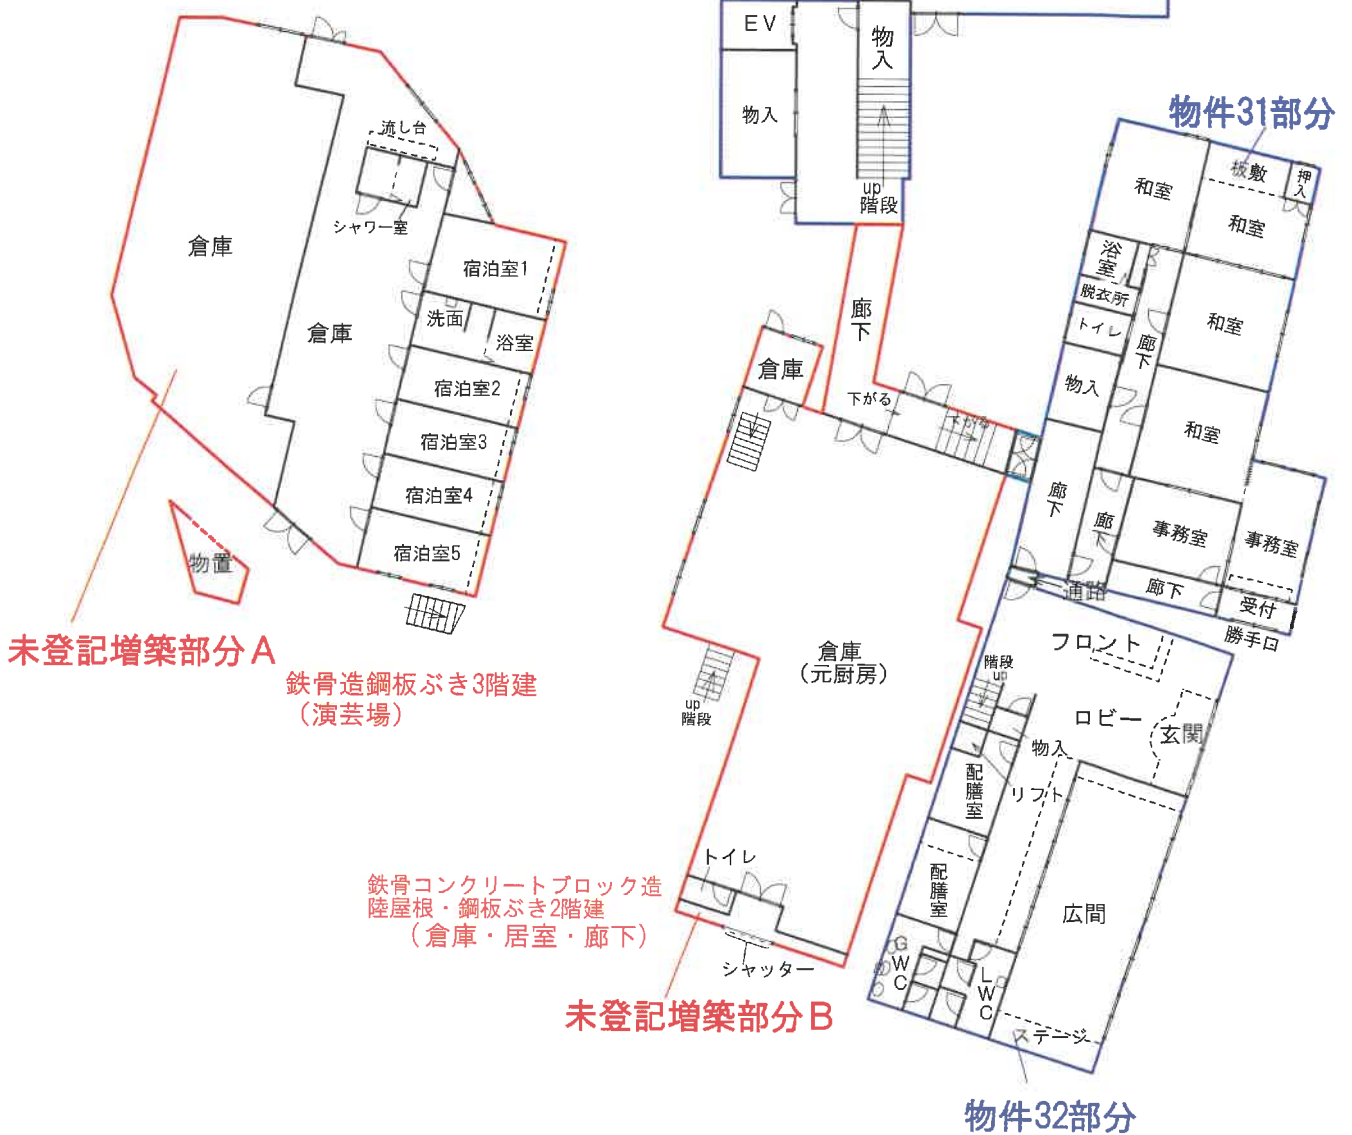 EV
物入
物入
up
階段
物件31部分
和室
板敷
押入
和室
浴室
脱衣所
トイレ
廊下
和室
物入
和室
廊下
廊下
事務室
事務室
通路
廊下
受付
勝手口
流し台
シャワー室
倉庫
倉庫
宿泊室1
洗面
浴室
宿泊室2
宿泊室3
宿泊室4
宿泊室5
物置
未登記増築部分A
鉄骨造鋼板ぶき3階建
（演芸場）
廊下
倉庫
下がる
下がる
倉庫
（元厨房）
up
階段
トイレ
シャッター
鉄骨コンクリートブロック造
陸屋根・鋼板ぶき2階建
（倉庫・居室・廊下）
未登記増築部分B
フロント
階段
up
ロビー
玄関
物入
リフト
配膳室
配膳室
広間
GWC
LWC
ステージ
物件32部分